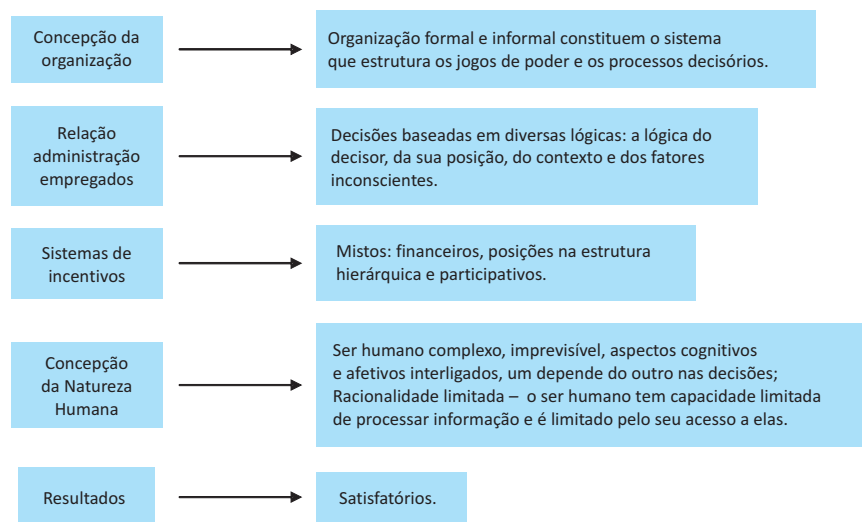 Concepção da
organização
Organização formal e informal constituem o sistema
que estrutura os jogos de poder e os processos decisórios.
Relação
administração
empregados
Decisões baseadas em diversas lógicas: a lógica do
decisor, da sua posição, do contexto e dos fatores
inconscientes.
Sistemas de
incentivos
Mistos: financeiros, posições na estrutura
hierárquica e participativos.
Concepção
da Natureza
Humana
Ser humano complexo, imprevisível, aspectos cognitivos
e afetivos interligados, um depende do outro nas decisões;
Racionalidade limitada – o ser humano tem capacidade limitada
de processar informação e é limitado pelo seu acesso a elas.
Resultados
Satisfatórios.